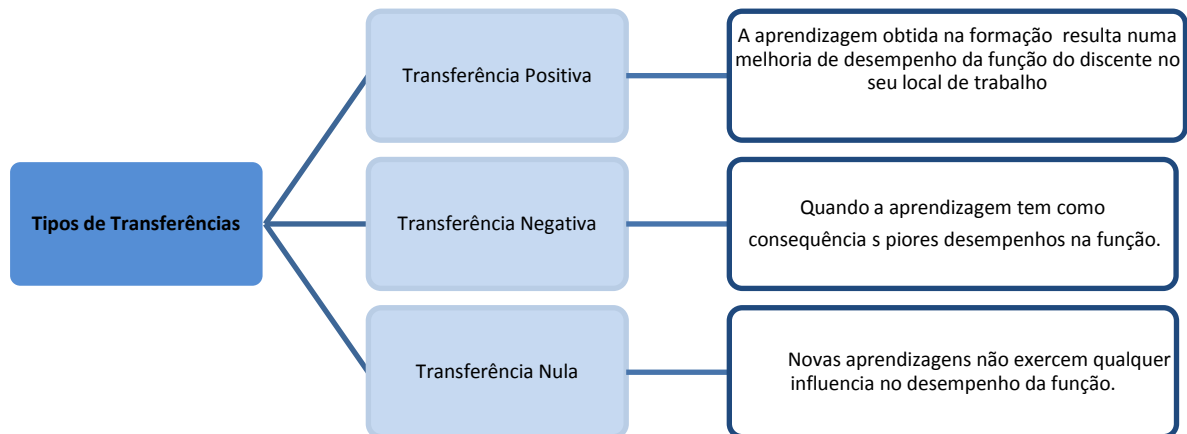 Tipos de Transferências
Transferência Positiva
A aprendizagem obtida na formação resulta numa
melhoria de desempenho da função do discente no
seu local de trabalho
Transferência Negativa
Quando a aprendizagem tem como
consequência s piores desempenhos na função.
Transferência Nula
Novas aprendizagens não exercem qualquer
influencia no desempenho da função.